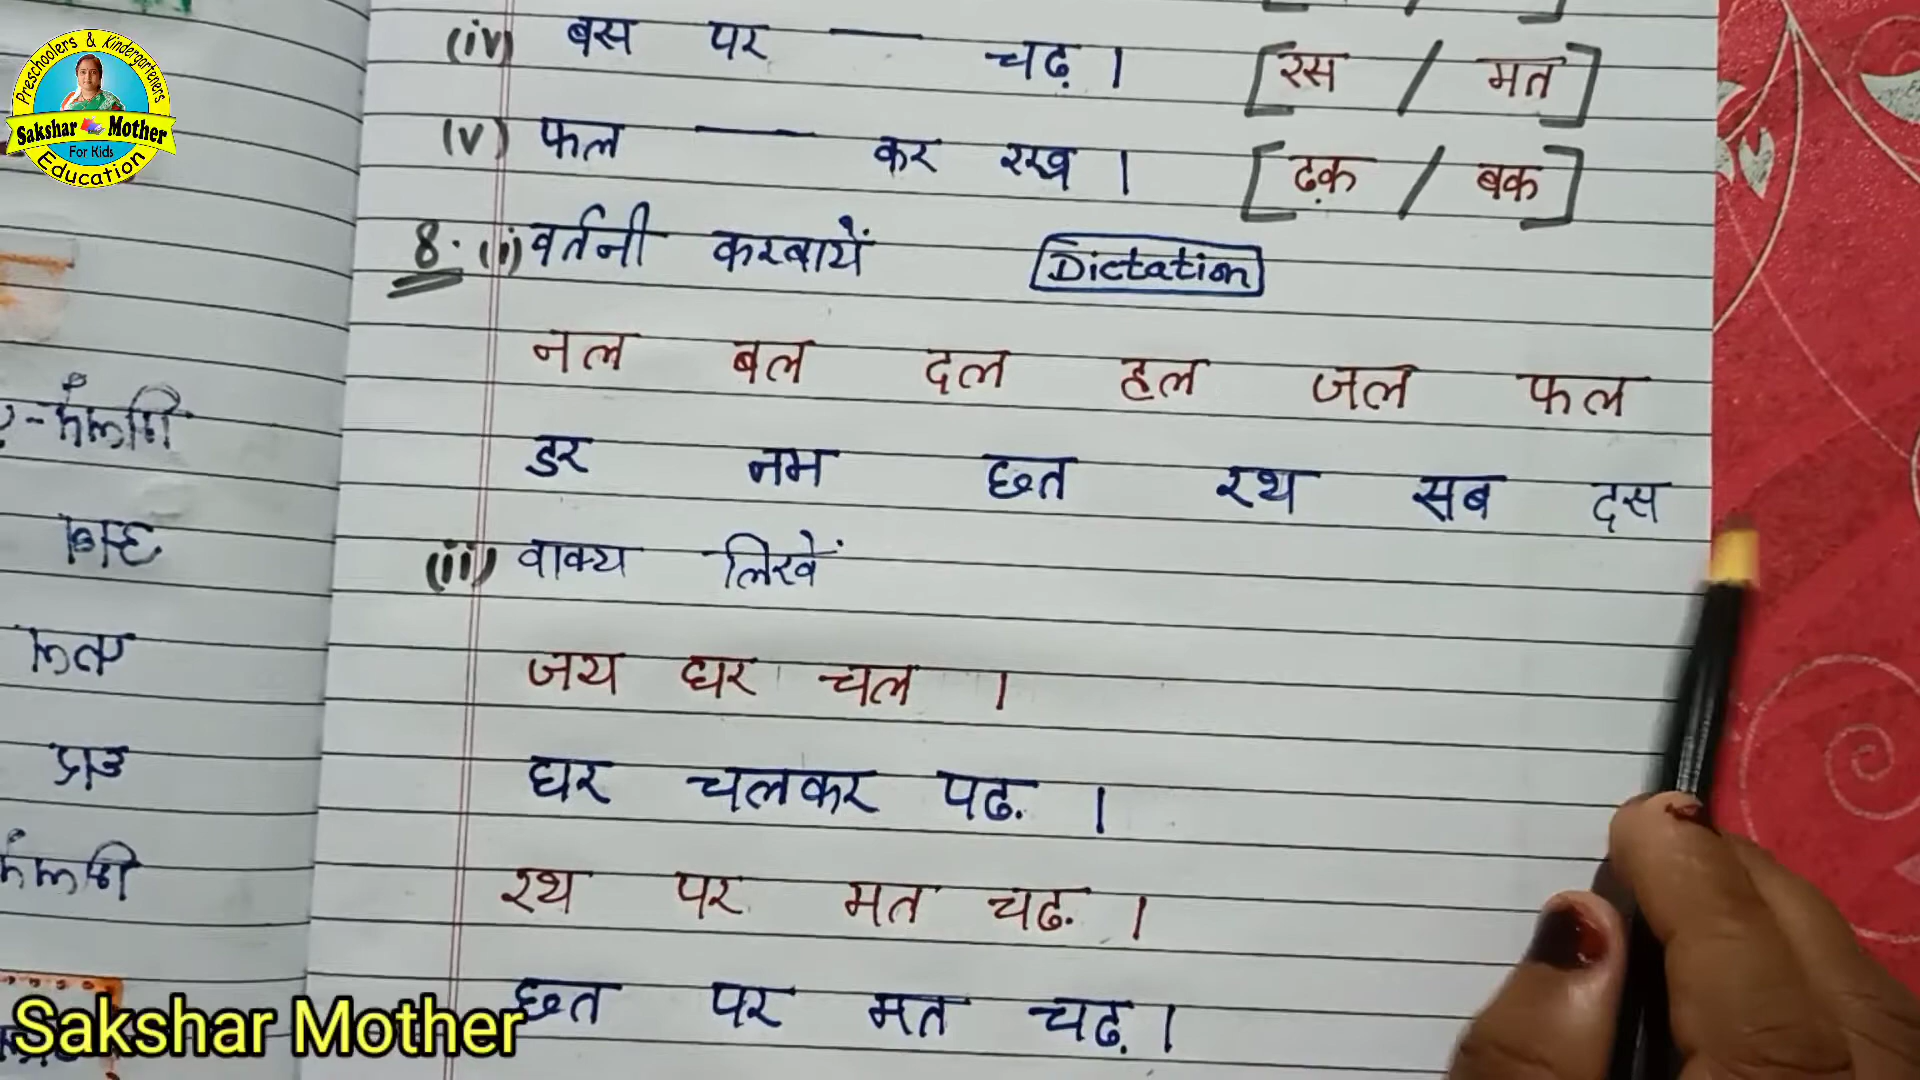 Preschoolers & Kindergarteners
Sakshar Mother
For Kids
Education
(iv) बस पर —— चढ़ । [रस / मत]
(v) फल —— कर रख । [ढ़क / बक]
8. (i) वर्तनी करवायें Dictation
नल बल दल हल जल फल
डर नम छत रथ सब दस
(ii) वाक्य लिखें
जय घर चल ।
घर चलकर पढ़ ।
रथ पर मत चढ़ ।
छत पर मत चढ़ ।
Sakshar Mother